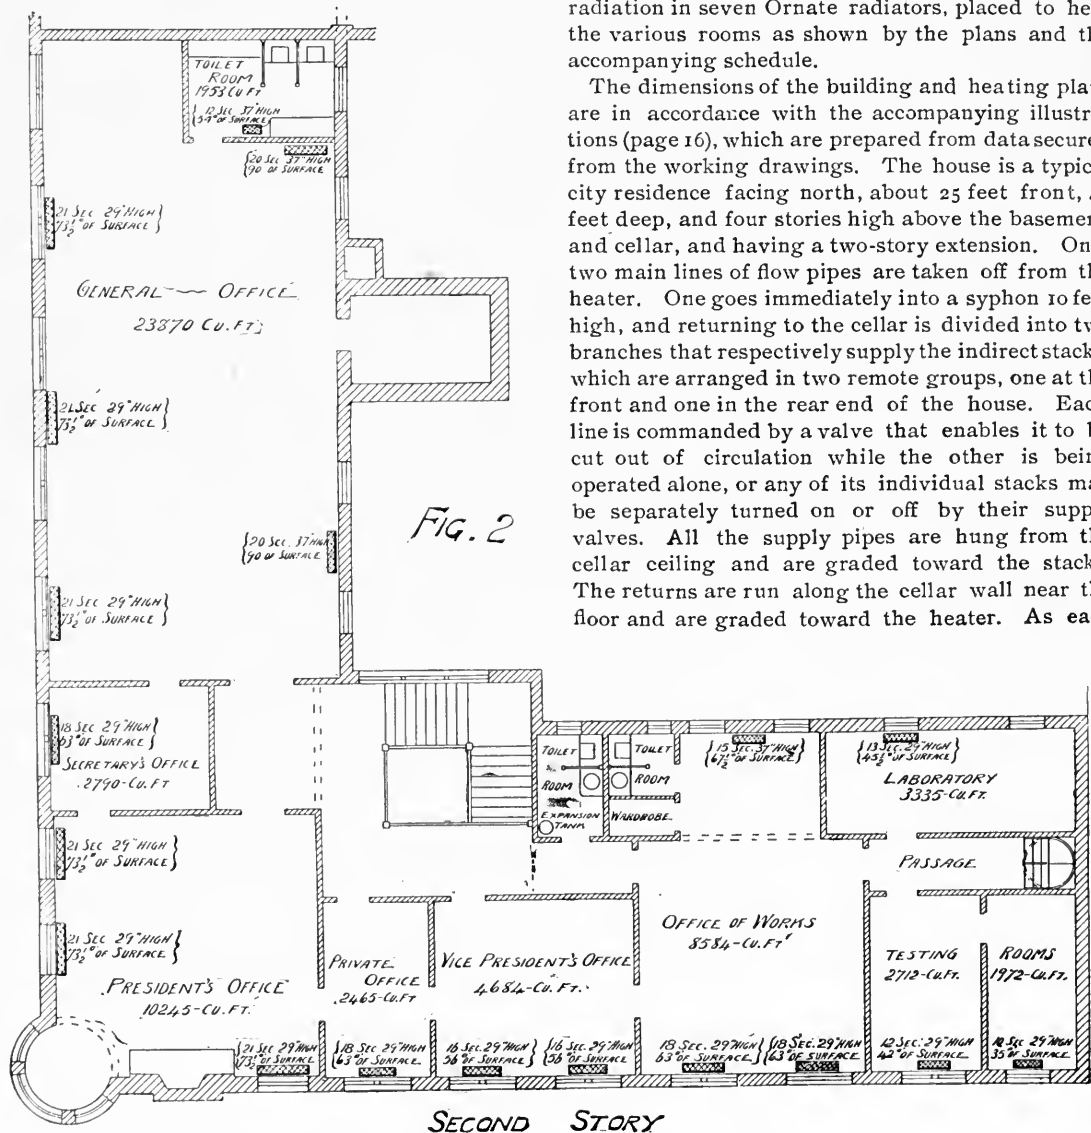 radiation in seven Ornate radiators, placed to hea
the various rooms as shown by the plans and th
accompanying schedule.
The dimensions of the building and heating plan
are in accordance with the accompanying illustra
tions (page 16), which are prepared from data secure
from the working drawings. The house is a typica
city residence facing north, about 25 feet front,
feet deep, and four stories high above the basemen
and cellar, and having a two-story extension. On
two main lines of flow pipes are taken off from th
heater. One goes immediately into a syphon 10 fe
high, and returning to the cellar is divided into tw
branches that respectively supply the indirect stack
which are arranged in two remote groups, one at th
front and one in the rear end of the house. Eac
line is commanded by a valve that enables it to b
cut out of circulation while the other is bein
operated alone, or any of its individual stacks ma
be separately turned on or off by their supp
valves. All the supply pipes are hung from th
cellar ceiling and are graded toward the stack
The returns are run along the cellar wall near th
floor and are graded toward the heater. As ea
TOILET
ROOM
1953 CU FT
12 SEC. 37" HIGH
54 □ OF SURFACE
20 SEC 37" HIGH
90 OF SURFACE
21 SEC 29" HIGH
73½ □ OF SURFACE
GENERAL OFFICE
23870 CU. FT.
21 SEC 29" HIGH
73½ □ OF SURFACE
20 SEC. 37" HIGH
90 OF SURFACE
FIG. 2
21 SEC 29" HIGH
73½ □ OF SURFACE
18 SEC 29" HIGH
63 □ OF SURFACE
SECRETARY'S OFFICE
2790-CU. FT
TOILET
ROOM
EXPANSION
TANK
TOILET
ROOM
WARDROBE
15 SEC. 37" HIGH
67½ □ SURFACE
13 SEC. 29" HIGH
45½ □ OF SURFACE
LABORATORY
3335-CU. FT.
PASSAGE
21 SEC 29" HIGH
73½ □ OF SURFACE
21 SEC 29" HIGH
73½ □ OF SURFACE
PRESIDENT'S OFFICE
10245-CU. FT.
PRIVATE
OFFICE
2465-CU. FT
VICE PRESIDENT'S OFFICE
4684-CU. FT.
OFFICE OF WORKS
8584-CU. FT
TESTING
2712-CU. FT.
ROOMS
1972-CU. FT.
21 SEC 29" HIGH
73½ □ OF SURFACE
18 SEC 29" HIGH
63 □ OF SURFACE
16 SEC. 29" HIGH
56 □ OF SURFACE
16 SEC. 29" HIGH
56 □ OF SURFACE
18 SEC. 29" HIGH
63 □ OF SURFACE
18 SEC. 29" HIGH
63 □ OF SURFACE
12 SEC. 29" HIGH
42 □ OF SURFACE
10 SEC 29" HIGH
35 □ OF SURFACE
SECOND STORY